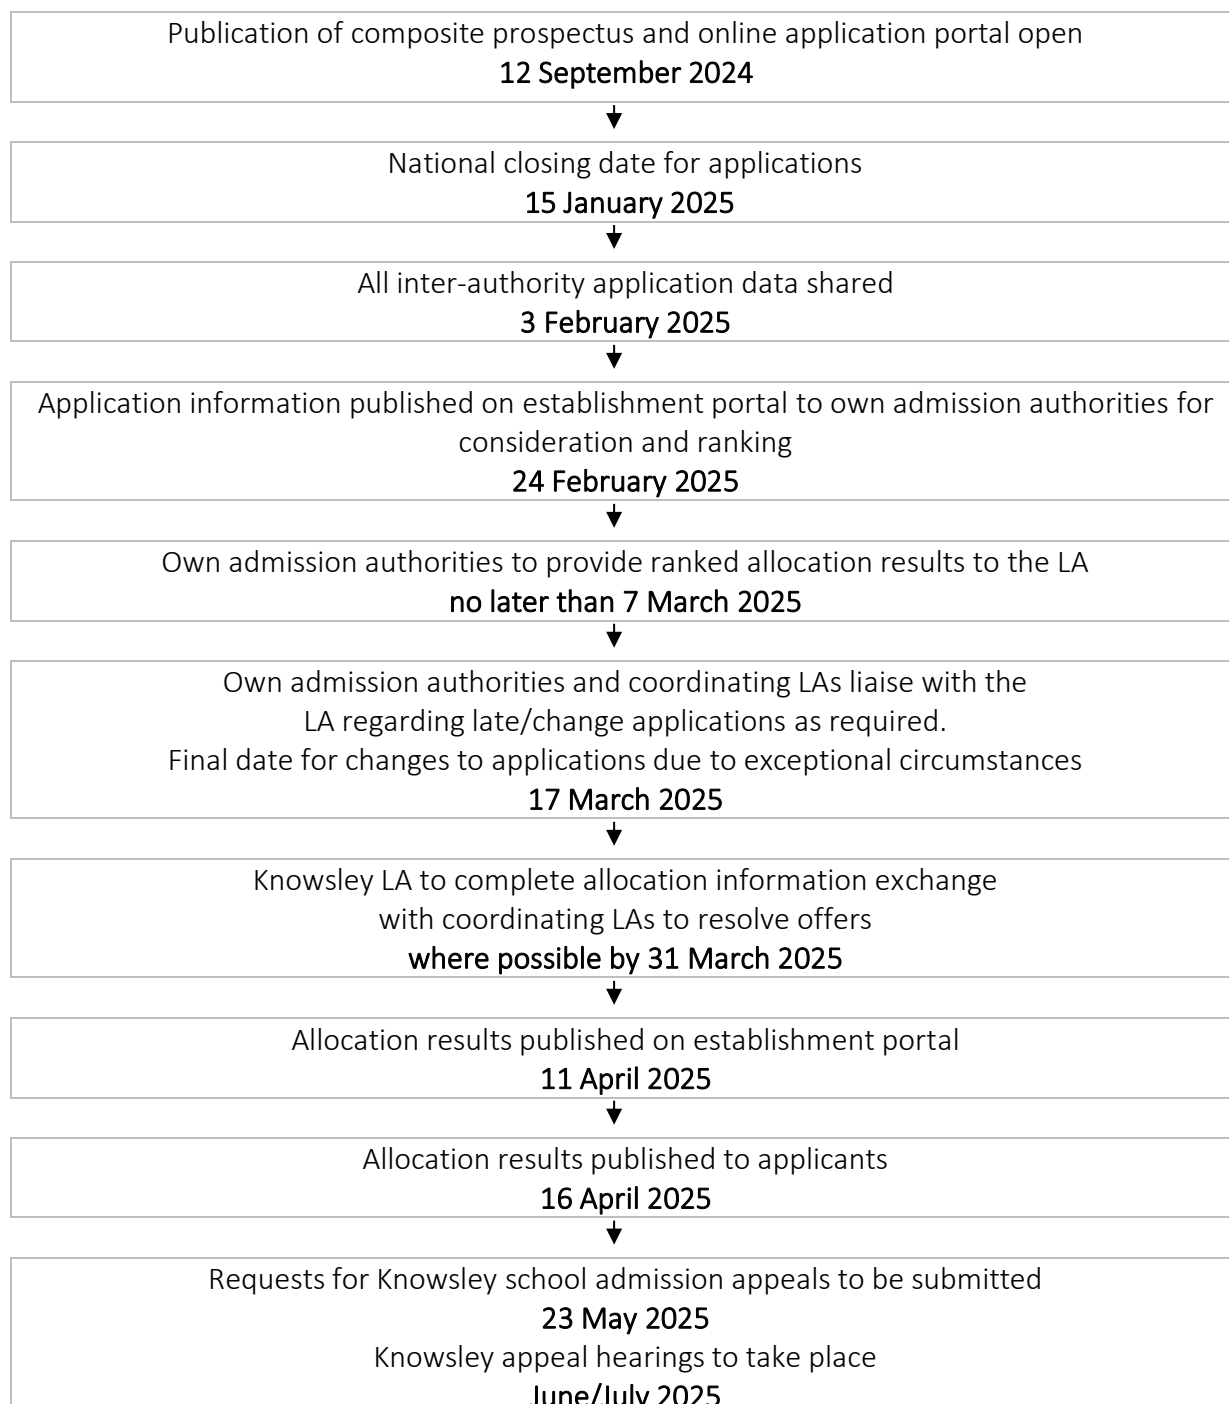 Publication of composite prospectus and online application portal open
12 September 2024
National closing date for applications
15 January 2025
All inter-authority application data shared
3 February 2025
Application information published on establishment portal to own admission authorities for
consideration and ranking
24 February 2025
Own admission authorities to provide ranked allocation results to the LA
no later than 7 March 2025
Own admission authorities and coordinating LAs liaise with the
LA regarding late/change applications as required.
Final date for changes to applications due to exceptional circumstances
17 March 2025
Knowsley LA to complete allocation information exchange
with coordinating LAs to resolve offers
where possible by 31 March 2025
Allocation results published on establishment portal
11 April 2025
Allocation results published to applicants
16 April 2025
Requests for Knowsley school admission appeals to be submitted
23 May 2025
Knowsley appeal hearings to take place
June/July 2025